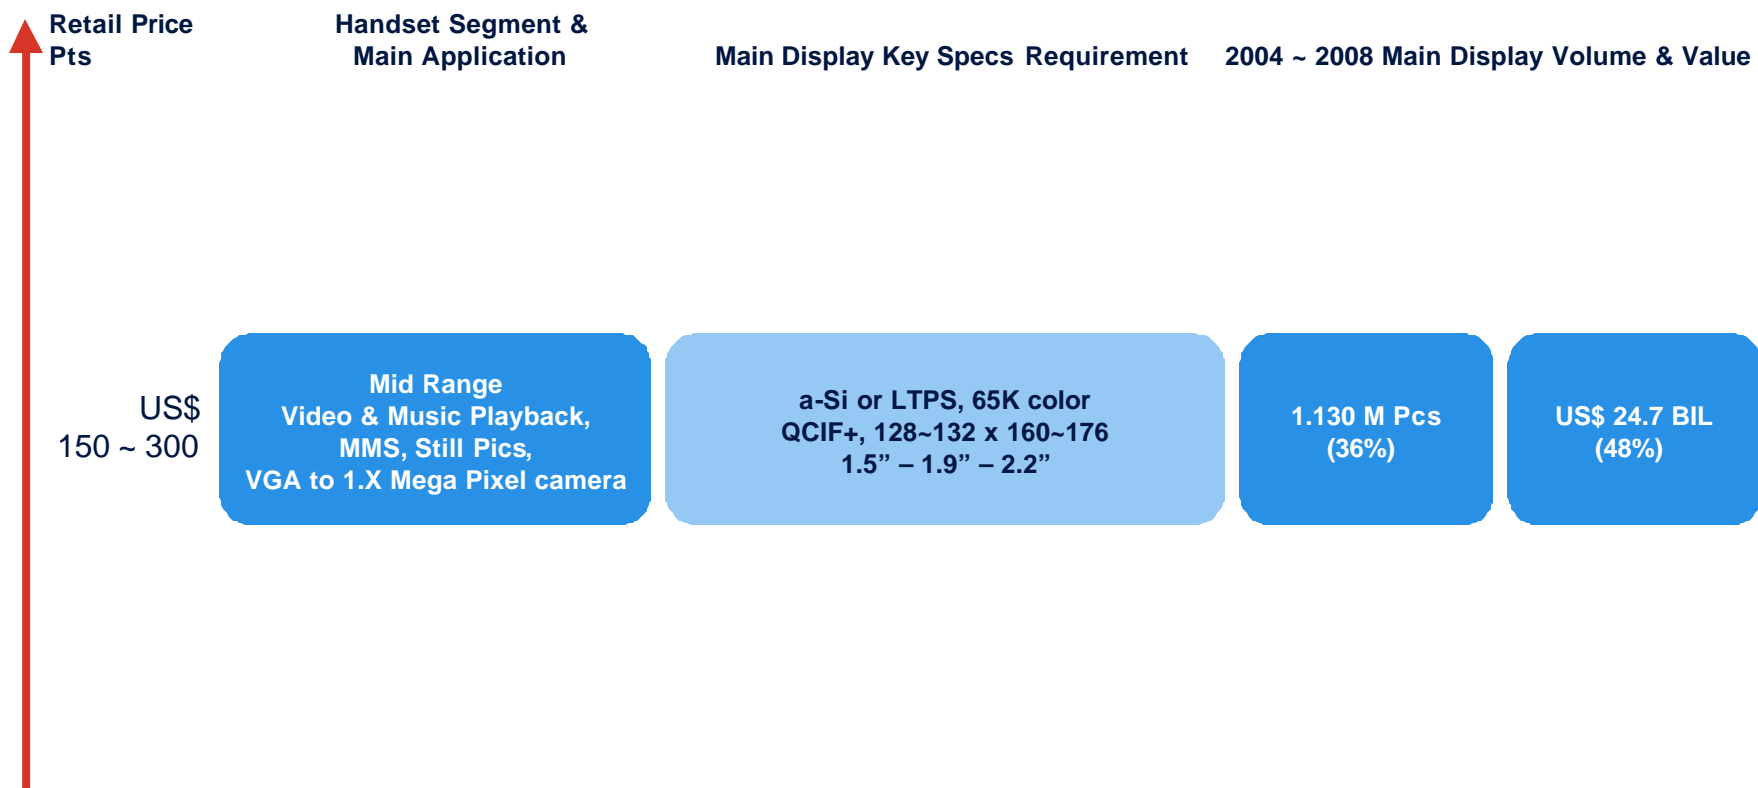 Retail Price
Pts
Handset Segment &
Main Application
Main Display Key Specs Requirement
2004 ~ 2008 Main Display Volume & Value
US$
150 ~ 300
Mid Range
Video & Music Playback,
MMS, Still Pics,
VGA to 1.X Mega Pixel camera
a-Si or LTPS, 65K color
QCIF+, 128~132 x 160~176
1.5” – 1.9” – 2.2”
1.130 M Pcs
(36%)
US$ 24.7 BIL
(48%)